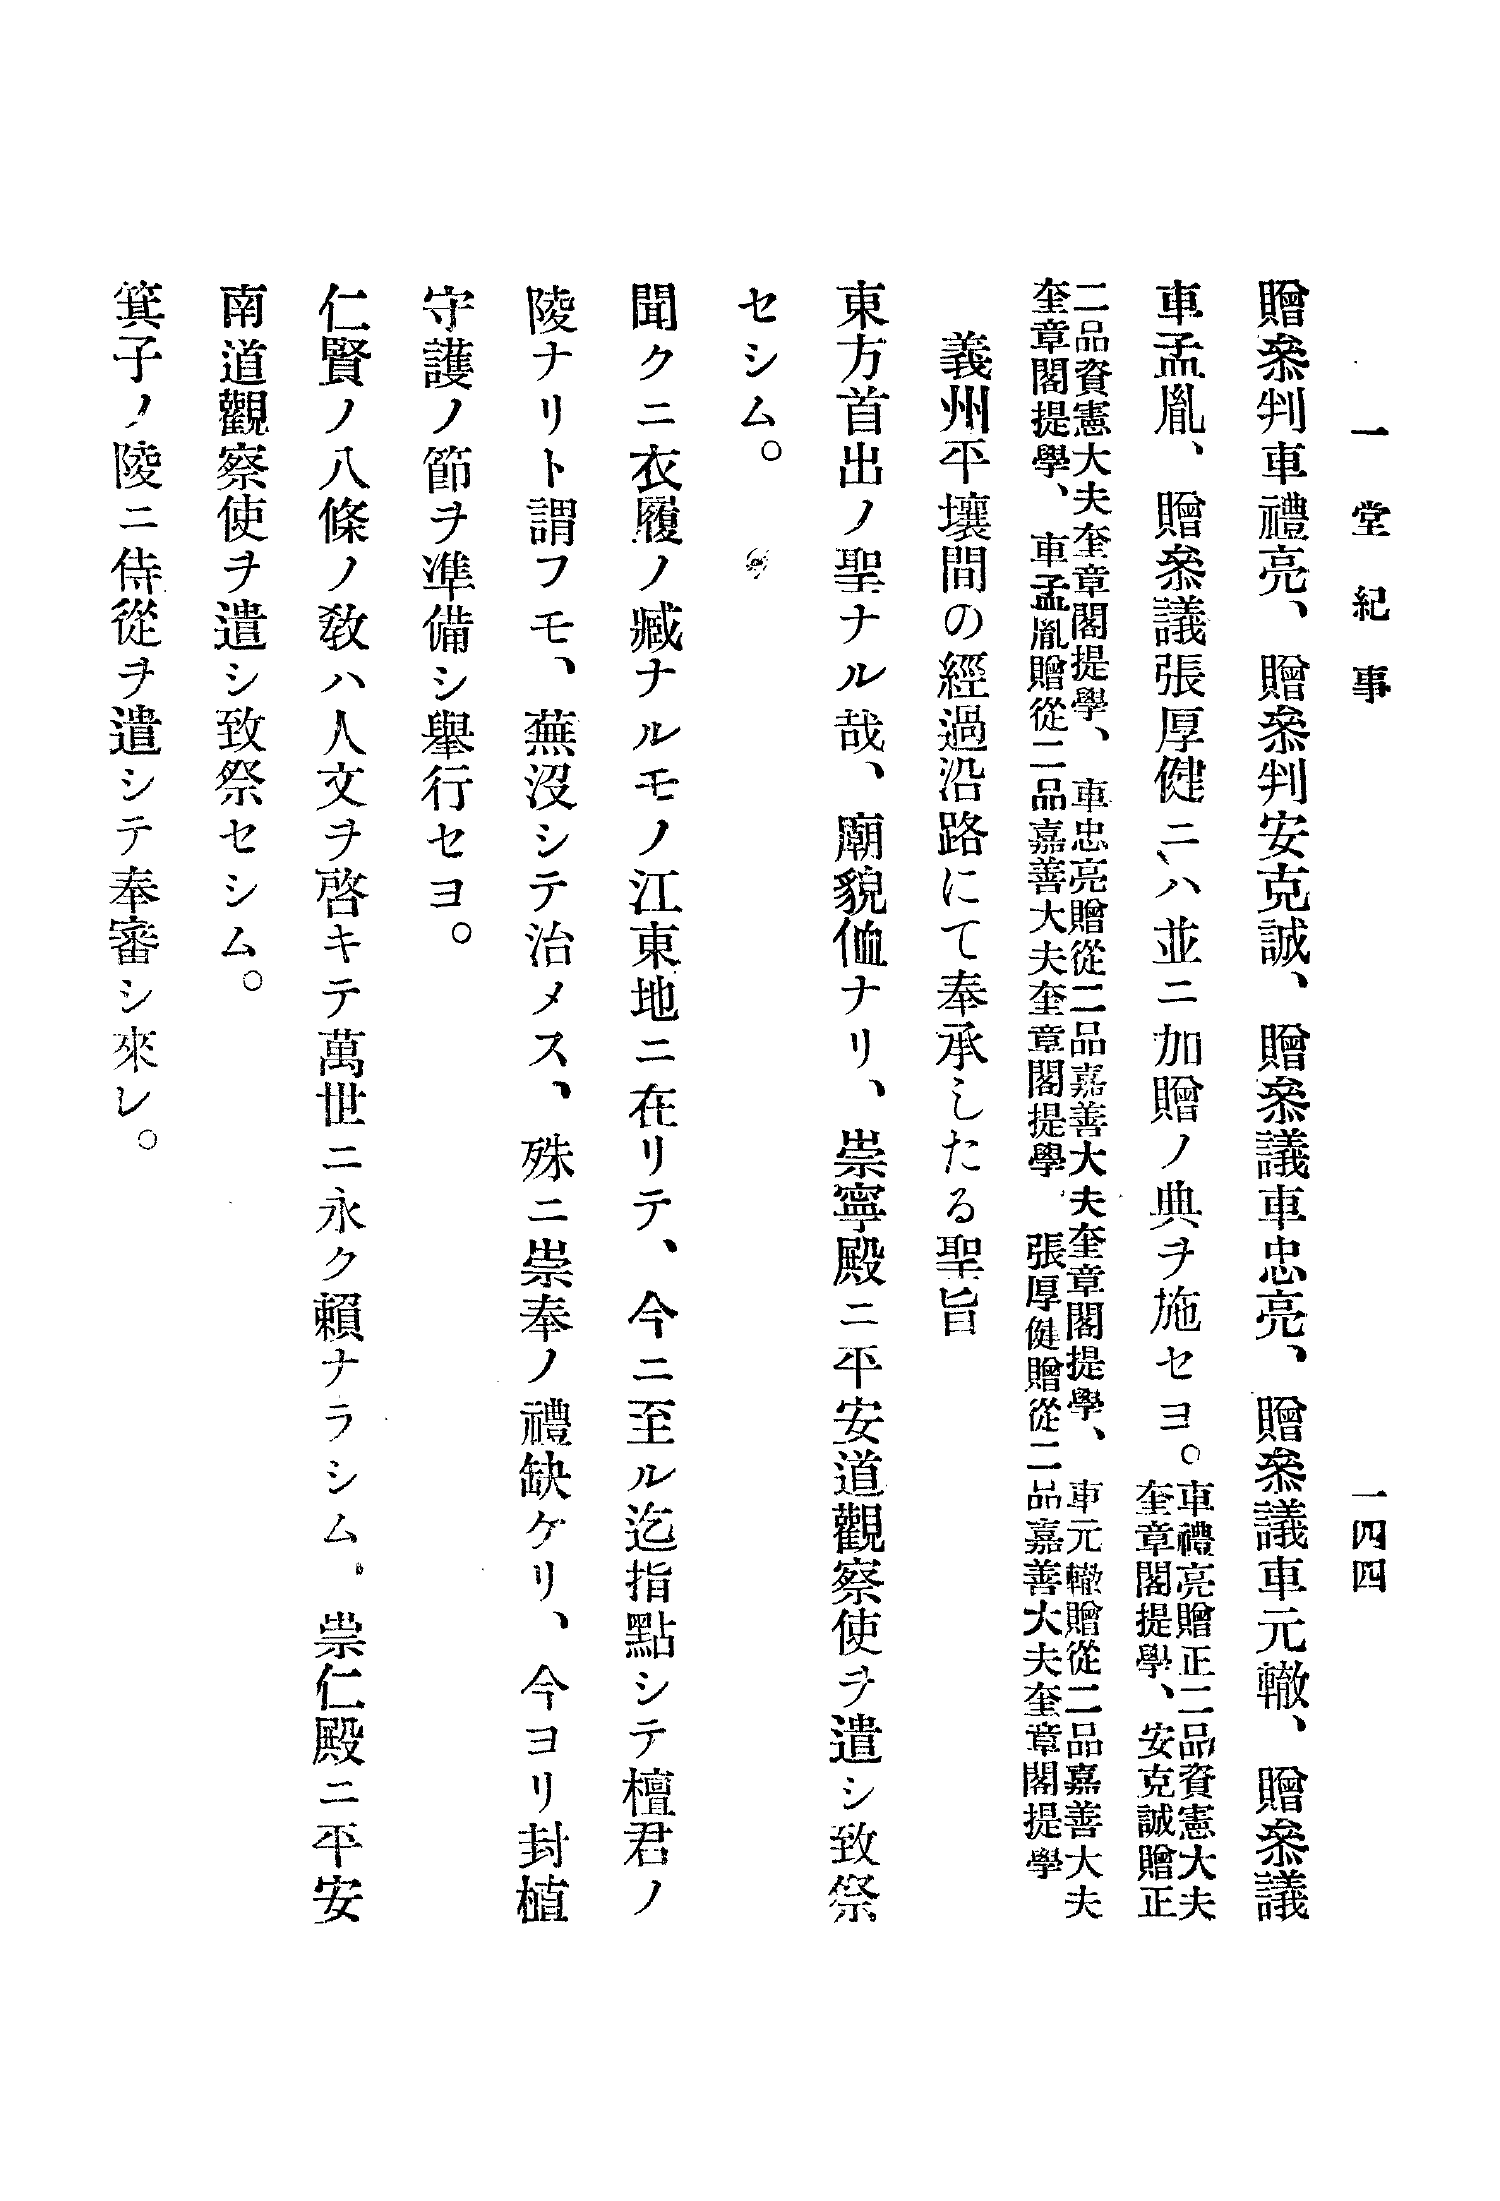 一堂紀事
一四四
贈叅判車禮亮、贈叅判安克誠、贈叅議車忠亮、贈叅議車元轍、贈叅議
車孟胤、贈叅議張厚健ニハ並ニ加贈ノ典ヲ施セヨ。
車禮亮贈正二品資憲大夫
奎章閣提學、安克誠贈正
二品資憲大夫奎章閣提學、車忠亮贈從二品嘉善大夫奎章閣提學、車元轍贈從二品嘉善大夫
奎章閣提學、車孟胤贈從二品嘉善大夫奎章閣提學、張厚健贈從二品嘉善大夫奎章閣提學
義州平壤間の經過沿路にて奉承したる聖旨
東方首出ノ聖ナル哉、廟貌侐ナリ、崇寧殿ニ平安道觀察使ヲ遣シ致祭
セシム。
聞クニ衣履ノ臧ナルモノ江東地ニ在リテ、今ニ至ル迄指點シテ檀君ノ
陵ナリト謂フモ、蕪沒シテ治メス、殊ニ崇奉ノ禮缺ケリ、今ヨリ封植
守護ノ節ヲ凖備シ舉行セヨ。
仁賢ノ八條ノ敎ハ人文ヲ啓キテ萬世ニ永ク賴ナラシム。崇仁殿ニ平安
南道觀察使ヲ遣シ致祭セシム。
箕子ノ陵ニ侍從ヲ遣シテ奉審シ來レ。